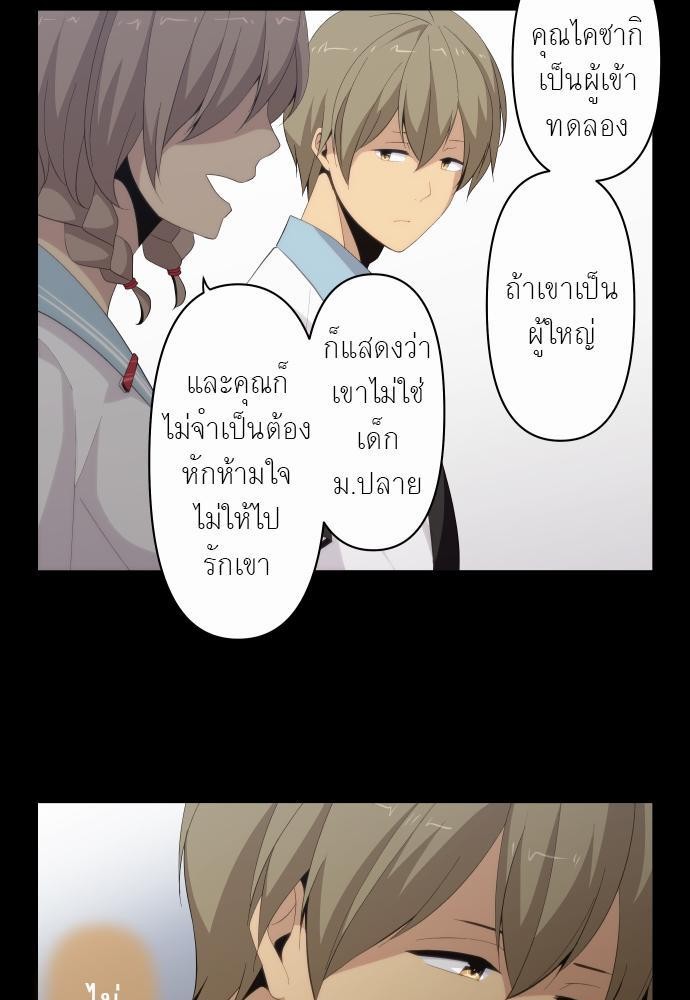 คุณไคซากิ
เป็นผู้เข้า
ทดลอง
ถ้าเขาเป็น
ผู้ใหญ่
ก็แสดงว่า
เขาไม่ใช่
เด็ก
ม.ปลาย
และคุณก็
ไม่จำเป็นต้อง
หักห้ามใจ
ไม่ให้ไป
รักเขา
ไม่